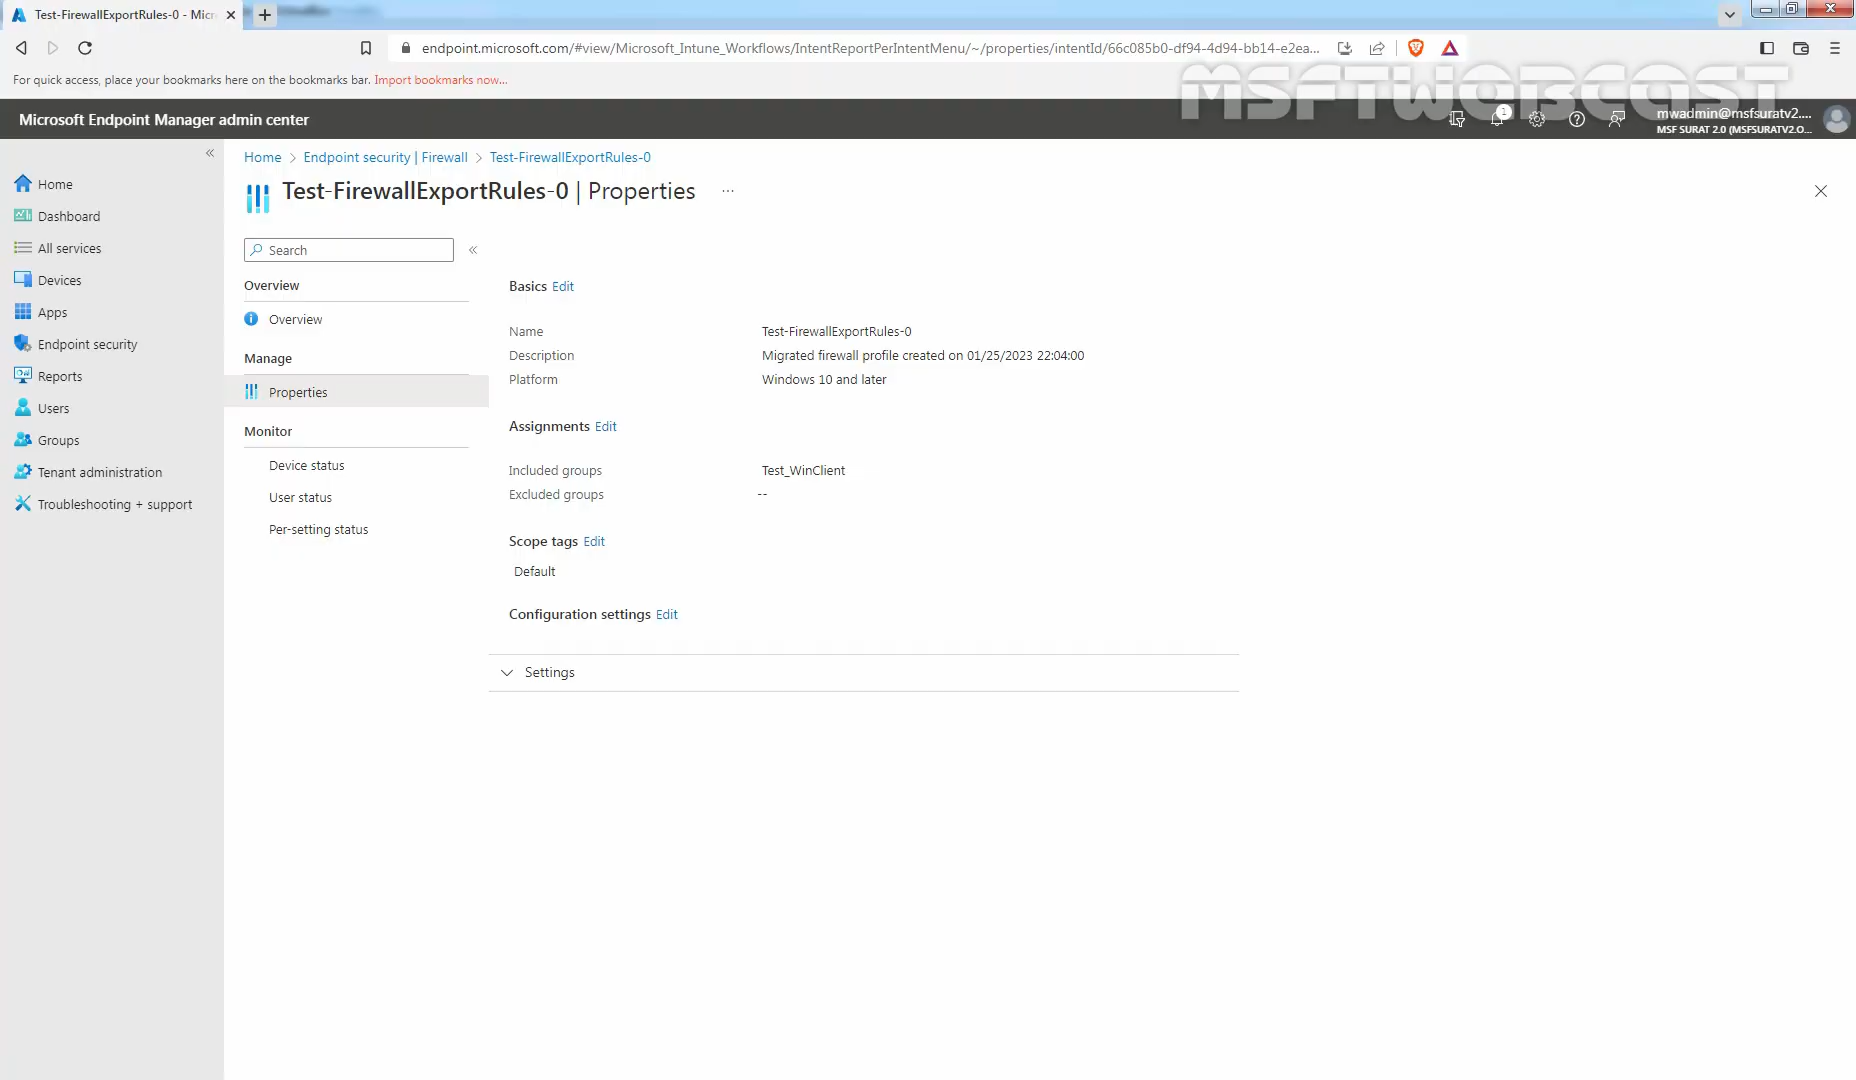 Test-FirewallExportRules-0 - Micr
endpoint.microsoft.com/#view/Microsoft_Intune_Workflows/IntentReportPerIntentMenu/~/properties/intentId/66c085b0-df94-4d94-bb14-e2ea...
For quick access, place your bookmarks here on the bookmarks bar. Import bookmarks now...
MSFTWEBCAST
Microsoft Endpoint Manager admin center
1
mwadmin@msfsuratv2....
MSF SURAT 2.0 (MSFSURATV2.O...
Home
Dashboard
All services
Devices
Apps
Endpoint security
Reports
Users
Groups
Tenant administration
Troubleshooting + support
Home > Endpoint security | Firewall > Test-FirewallExportRules-0
Test-FirewallExportRules-0 | Properties ...
Search
Overview
Overview
Manage
Properties
Monitor
Device status
User status
Per-setting status
Basics Edit
Name Test-FirewallExportRules-0
Description Migrated firewall profile created on 01/25/2023 22:04:00
Platform Windows 10 and later
Assignments Edit
Included groups Test_WinClient
Excluded groups --
Scope tags Edit
Default
Configuration settings Edit
Settings